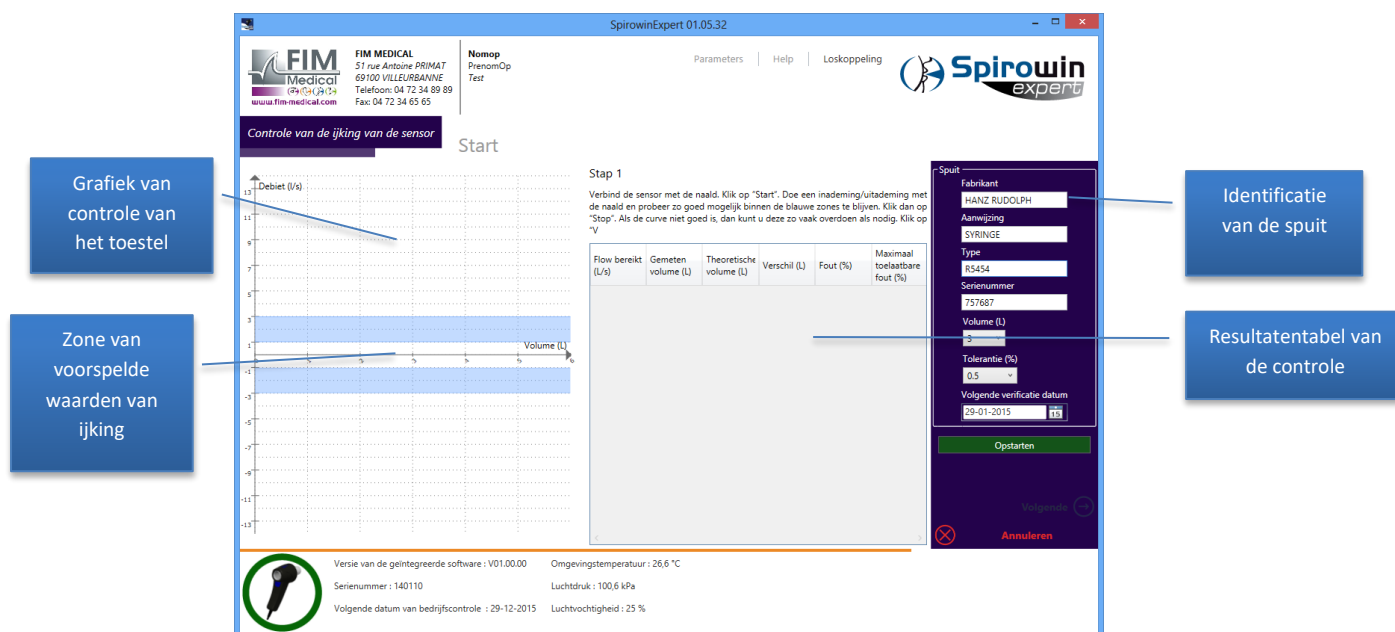 SpirowinExpert 01.05.32
FIM
Medical
www.fim-medical.com
FIM MEDICAL
51 rue Antoine PRIMAT
69100 VILLEURBANNE
Telefoon: 04 72 34 89 89
Fax: 04 72 34 65 65
Nomop
PrenomOp
Test
Parameters
Help
Loskoppeling
Spirowin
expert
Controle van de ijking van de sensor
Start
Grafiek van
controle van
het toestel
Zone van
voorspelde
waarden van
ijking
Debiet (l/s)
13
11
9
7
5
3
1
-1
-3
-5
-7
-9
-11
-13
Volume (L)
Stap 1
Verbind de sensor met de naald. Klik op "Start". Doe een inademing/uitademing met
de naald en probeer zo goed mogelijk binnen de blauwe zones te blijven. Klik dan op
"Stop". Als de curve niet goed is, dan kunt u deze zo vaak overdoen als nodig. Klik op
"V
Flow bereikt
(L/s)
Gemeten
volume (L)
Theoretische
volume (L)
Verschil (L)
Fout (%)
Maximaal
toelaatbare
fout (%)
Spuit
Fabrikant
HANZ RUDOLPH
Aanwijzing
SYRINGE
Type
R5454
Serienummer
757687
Volume (L)
3
Tolerantie (%)
0.5
Volgende verificatie datum
29-01-2015
15
Opstarten
Volgende
Annuleren
Identificatie
van de spuit
Resultatentabel van
de controle
Versie van de geïntegreerde software : V01.00.00
Serienummer : 140110
Volgende datum van bedrijfscontrole : 29-12-2015
Omgevingstemperatuur : 26,6 °C
Luchtdruk : 100,6 kPa
Luchtvochtigheid : 25 %